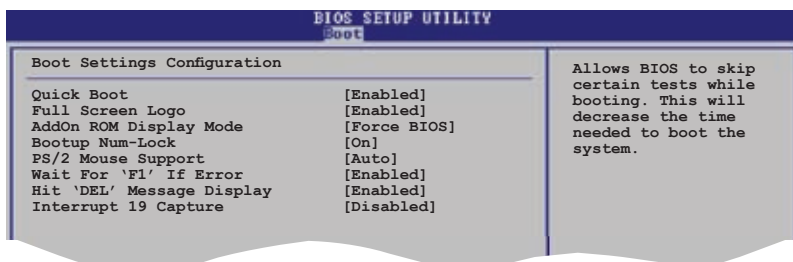 BIOS SETUP UTILITY
Boot
Boot Settings Configuration
Quick Boot [Enabled]
Full Screen Logo [Enabled]
AddOn ROM Display Mode [Force BIOS]
Bootup Num-Lock [On]
PS/2 Mouse Support [Auto]
Wait For ‘F1’ If Error [Enabled]
Hit ‘DEL’ Message Display [Enabled]
Interrupt 19 Capture [Disabled]
Allows BIOS to skip
certain tests while
booting. This will
decrease the time
needed to boot the
system.